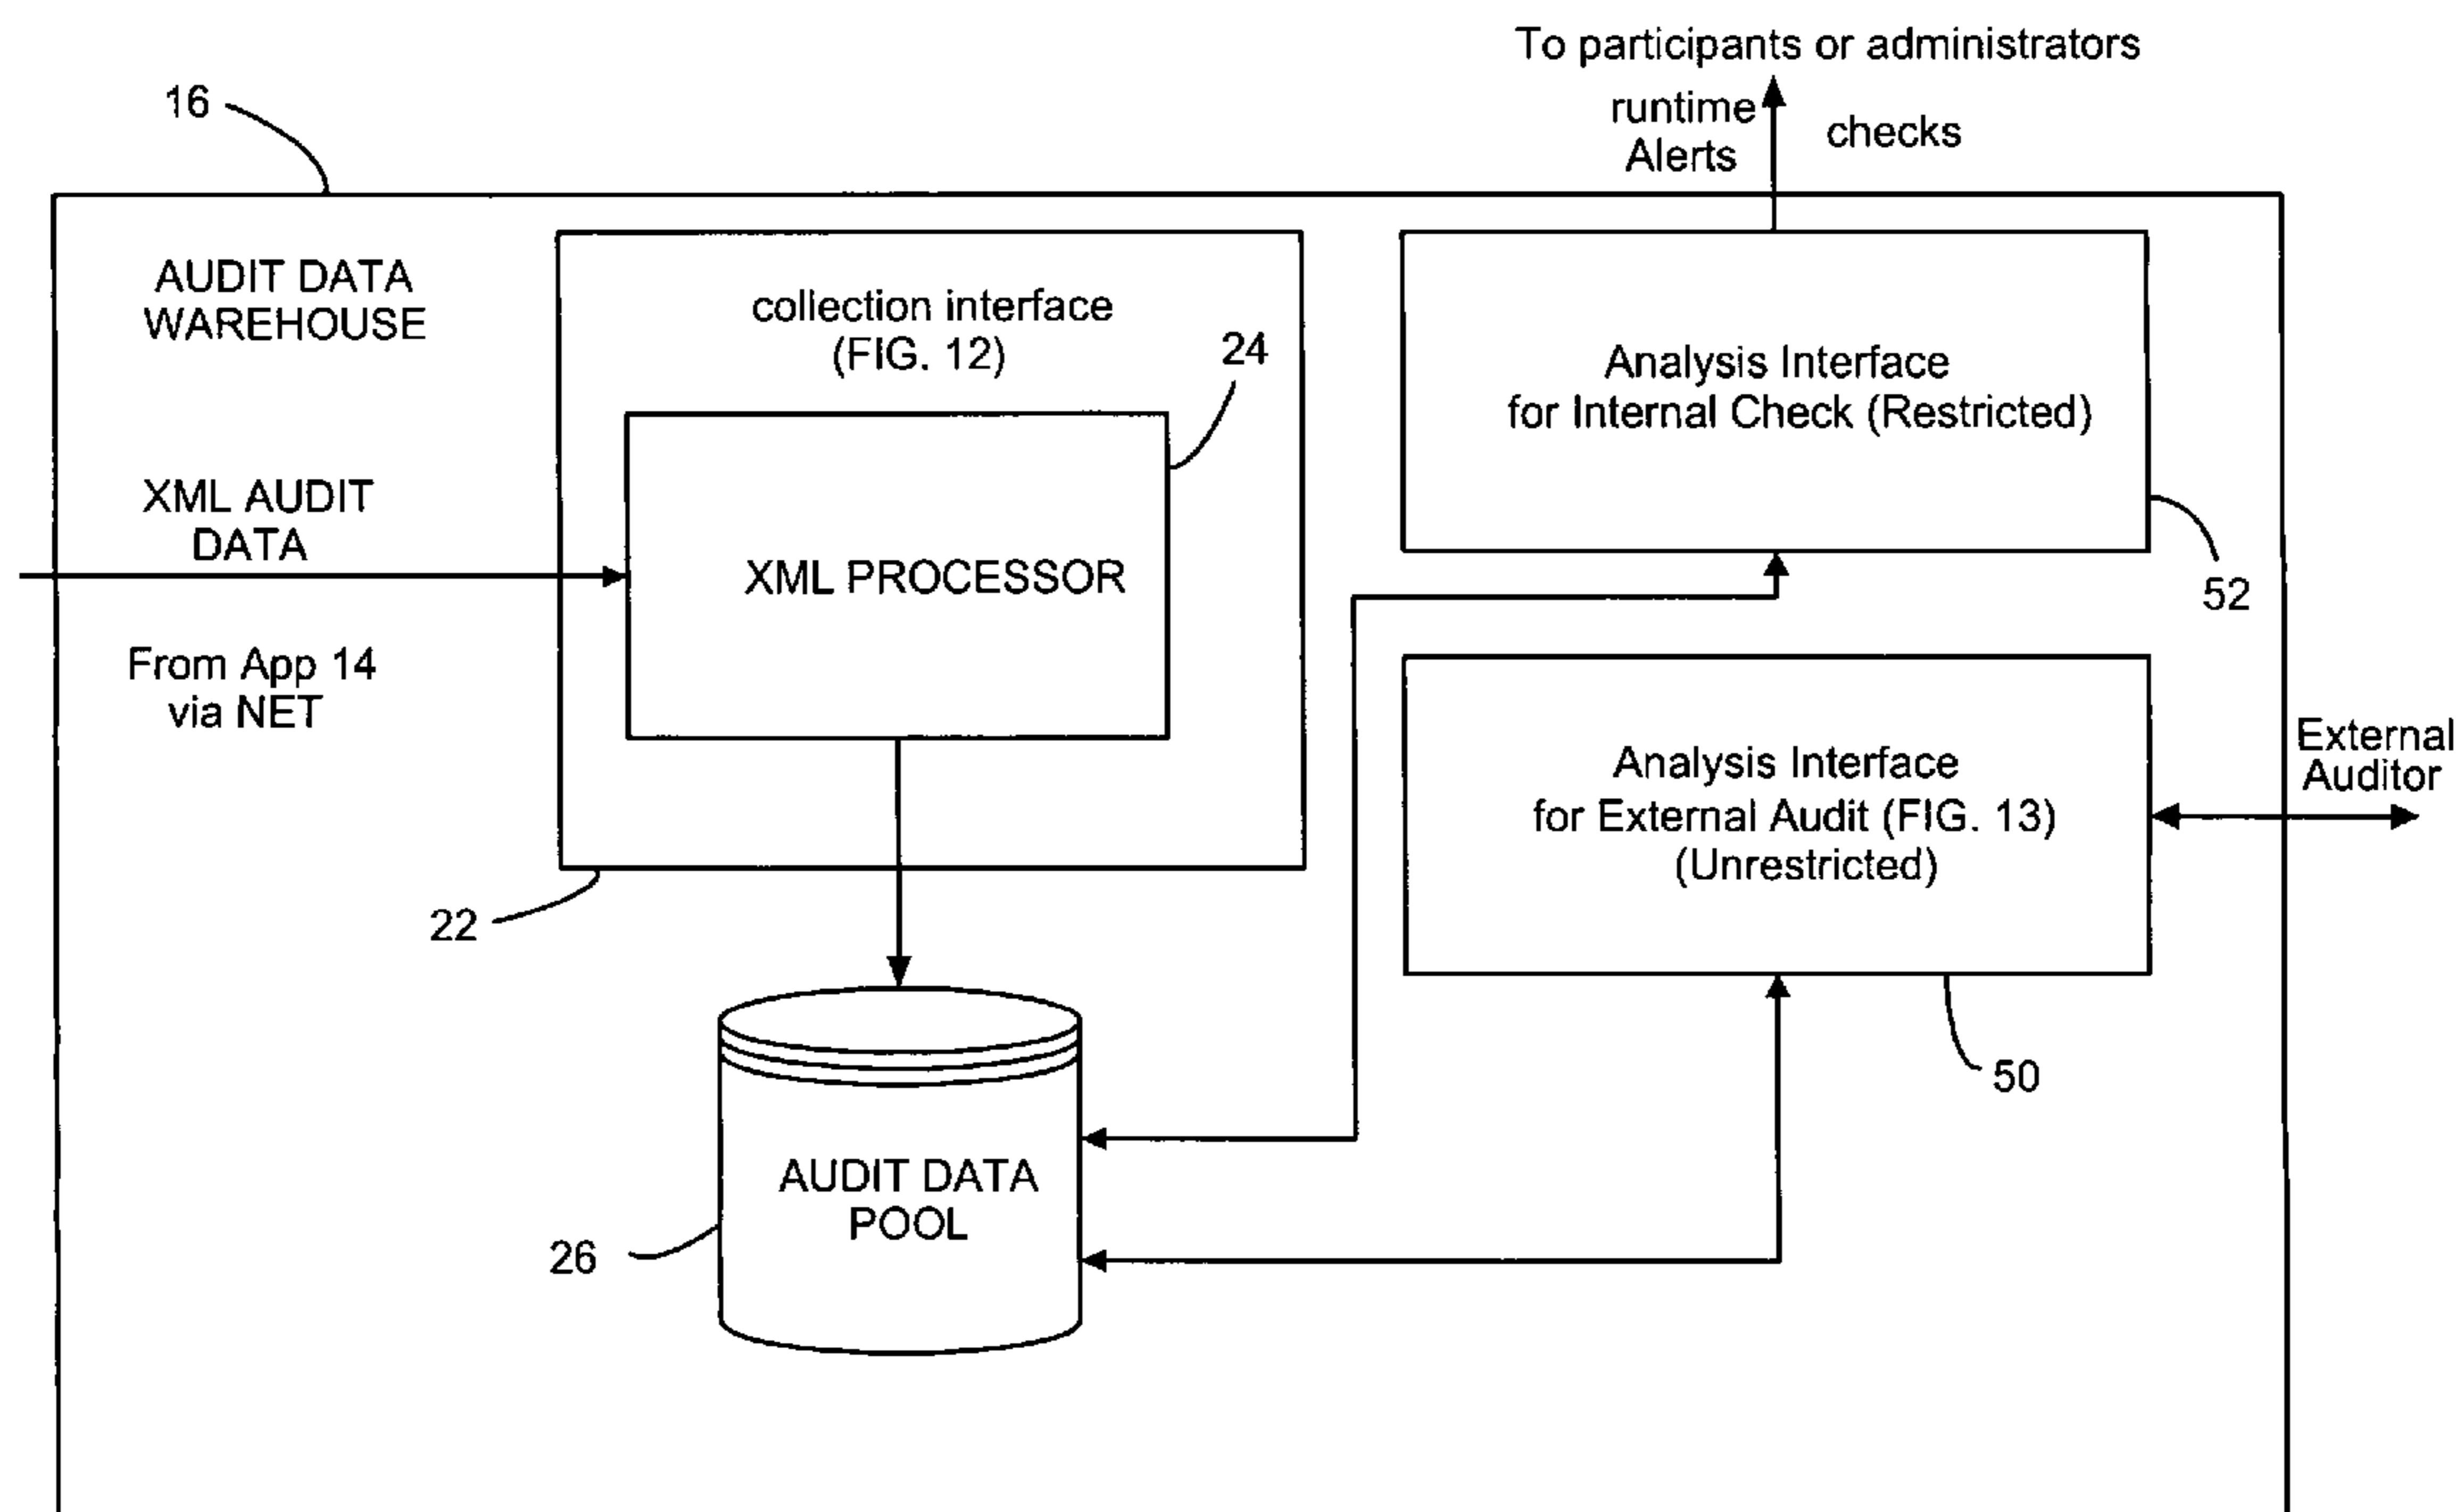 To participants or administrators
runtime
Alerts
checks
16
AUDIT DATA
WAREHOUSE
collection interface
(FIG. 12)
24
Analysis Interface
for Internal Check (Restricted)
XML AUDIT
DATA
XML PROCESSOR
52
From App 14
via NET
External
Auditor
Analysis Interface
for External Audit (FIG. 13)
(Unrestricted)
22
50
AUDIT DATA
POOL
26